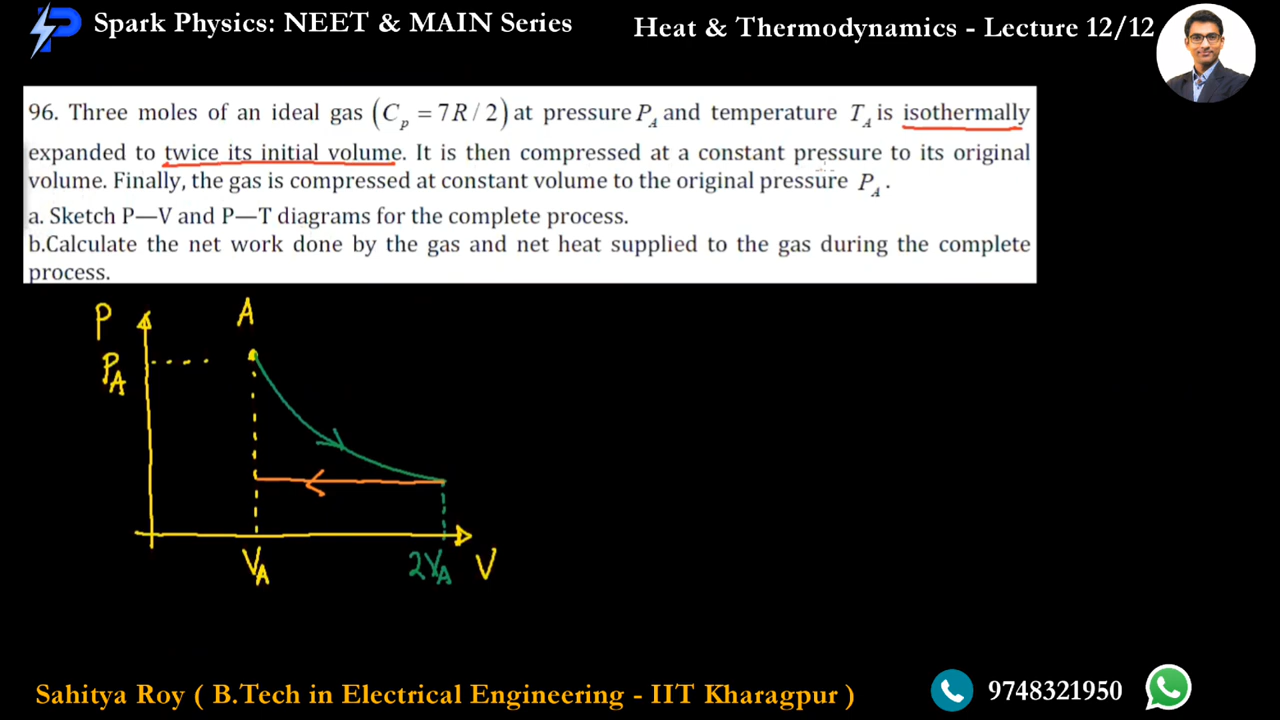 Spark Physics: NEET & MAIN Series
Heat & Thermodynamics - Lecture 12/12
96. Three moles of an ideal gas (C_p = 7R / 2) at pressure P_A and temperature T_A is isothermally
expanded to twice its initial volume. It is then compressed at a constant pressure to its original
volume. Finally, the gas is compressed at constant volume to the original pressure P_A.
a. Sketch P—V and P—T diagrams for the complete process.
b.Calculate the net work done by the gas and net heat supplied to the gas during the complete
process.
P
A
P_A
V_A
2V_A
V
Sahitya Roy ( B.Tech in Electrical Engineering - IIT Kharagpur )
9748321950